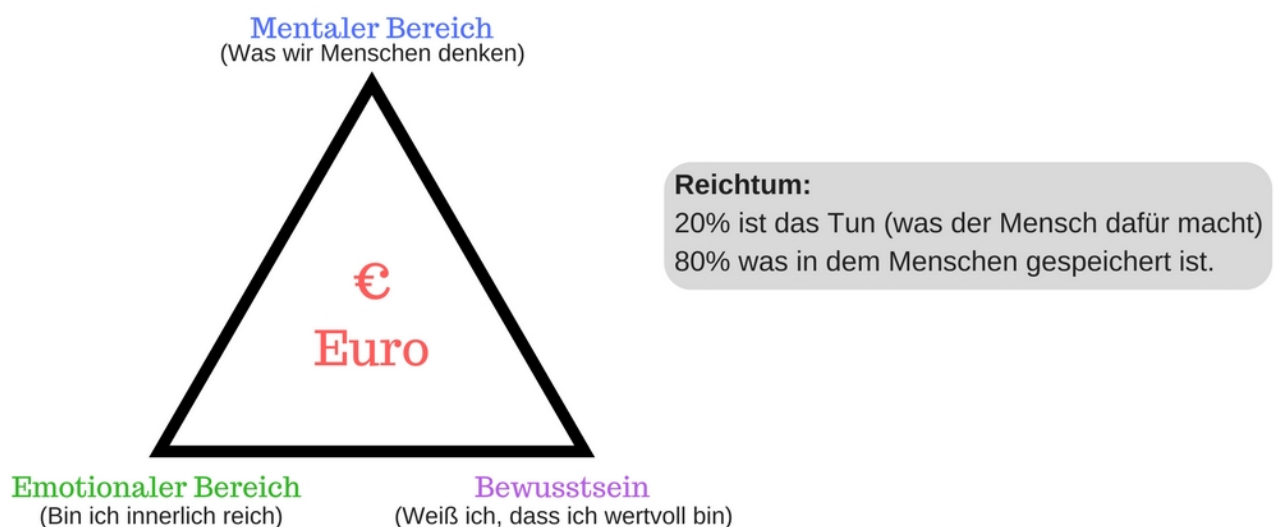 Mentaler Bereich
(Was wir Menschen denken)
Reichtum:
20% ist das Tun (was der Mensch dafür macht)
80% was in dem Menschen gespeichert ist.
€
Euro
Emotionaler Bereich
(Bin ich innerlich reich)
Bewusstsein
(Weiß ich, dass ich wertvoll bin)